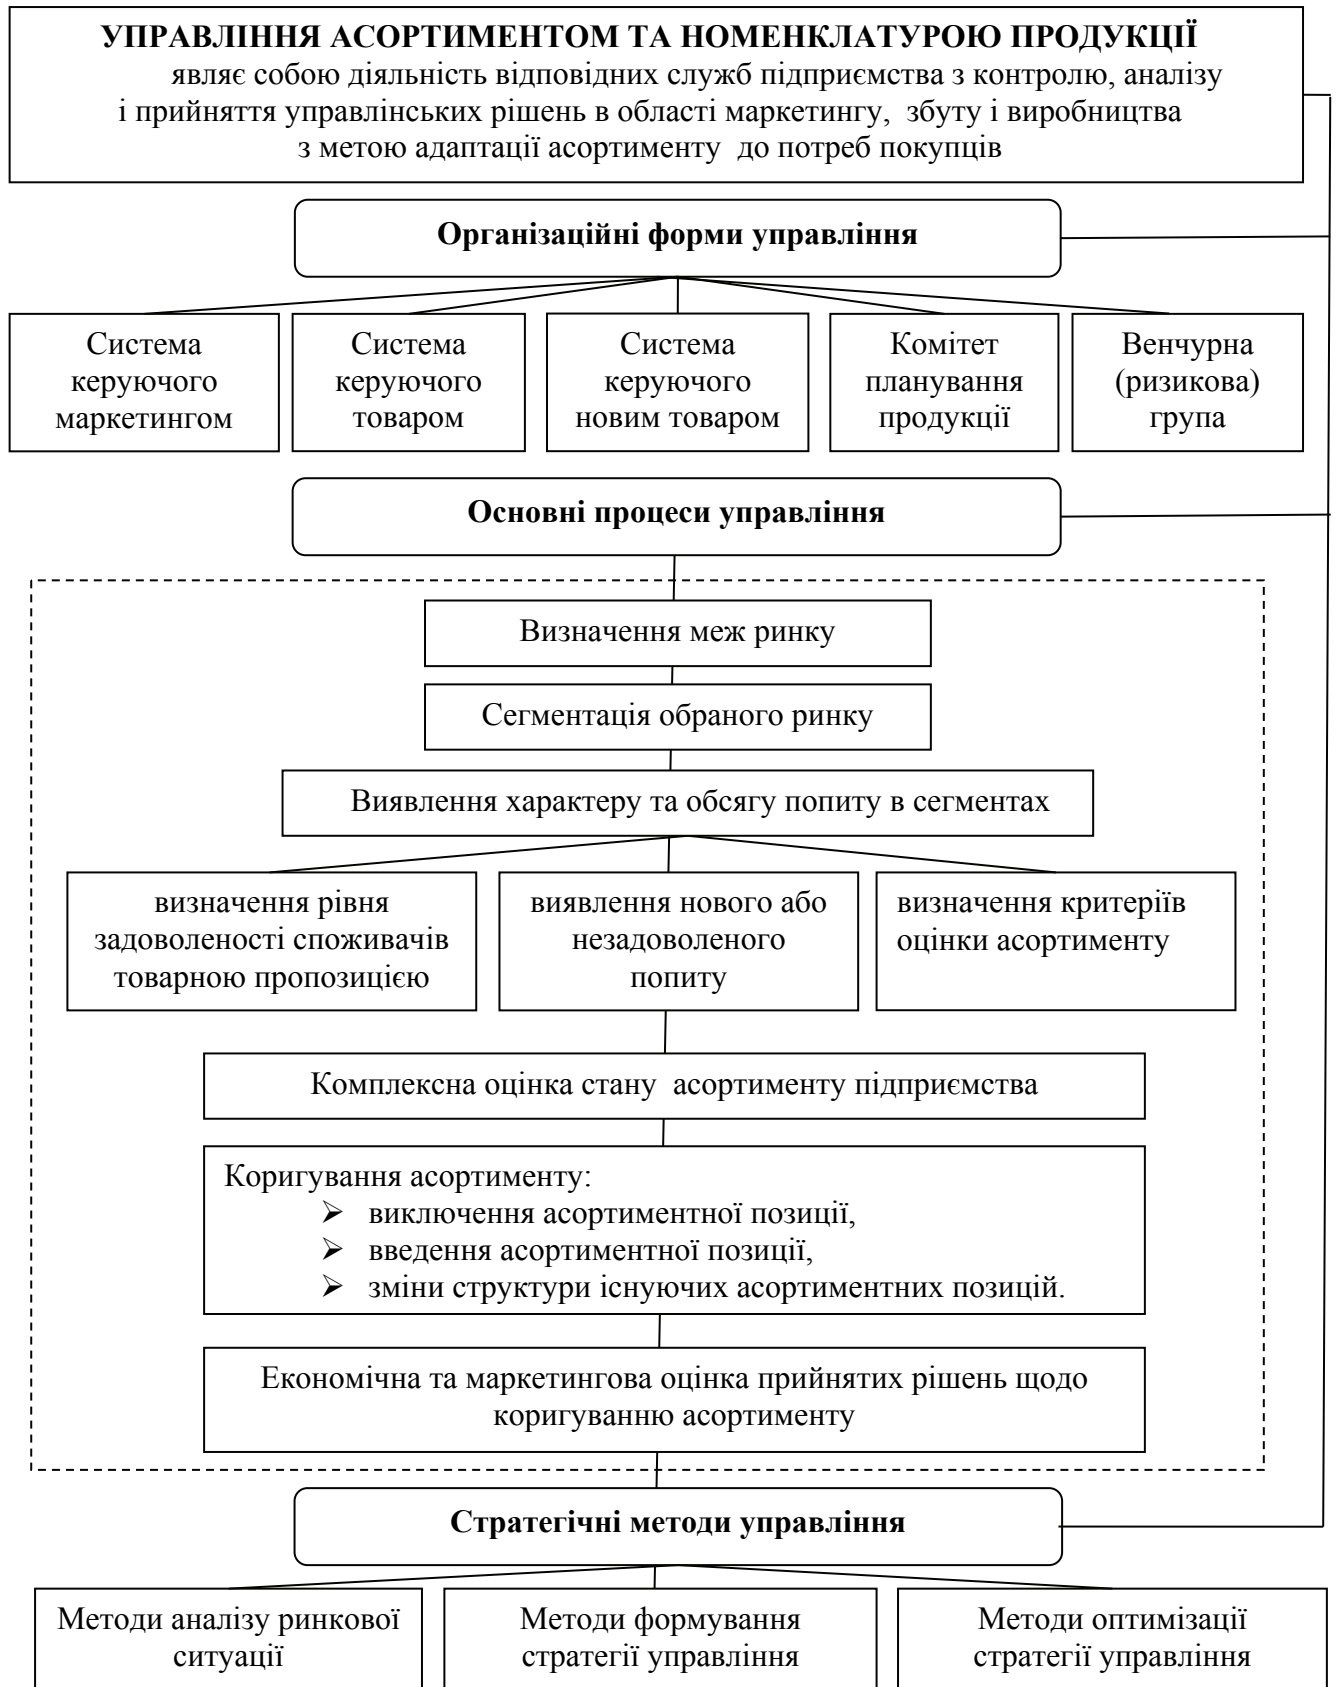 УПРАВЛІННЯ АСОРТИМЕНТОМ ТА НОМЕНКЛАТУРОЮ ПРОДУКЦІЇ
являє собою діяльність відповідних служб підприємства з контролю, аналізу
і прийняття управлінських рішень в області маркетингу, збуту і виробництва
з метою адаптації асортименту до потреб покупців
Організаційні форми управління
Система
керуючого
маркетингом
Система
керуючого
товаром
Система
керуючого
новим товаром
Комітет
планування
продукції
Венчурна
(ризикова)
група
Основні процеси управління
Визначення меж ринку
Сегментація обраного ринку
Виявлення характеру та обсягу попиту в сегментах
визначення рівня
задоволеності споживачів
товарною пропозицією
виявлення нового або
незадоволеного
попиту
визначення критеріїв
оцінки асортименту
Комплексна оцінка стану асортименту підприємства
Коригування асортименту:
➢ виключення асортиментної позиції,
➢ введення асортиментної позиції,
➢ зміни структури існуючих асортиментних позицій.
Економічна та маркетингова оцінка прийнятих рішень щодо
коригуванню асортименту
Стратегічні методи управління
Методи аналізу ринкової
ситуації
Методи формування
стратегії управління
Методи оптимізації
стратегії управління